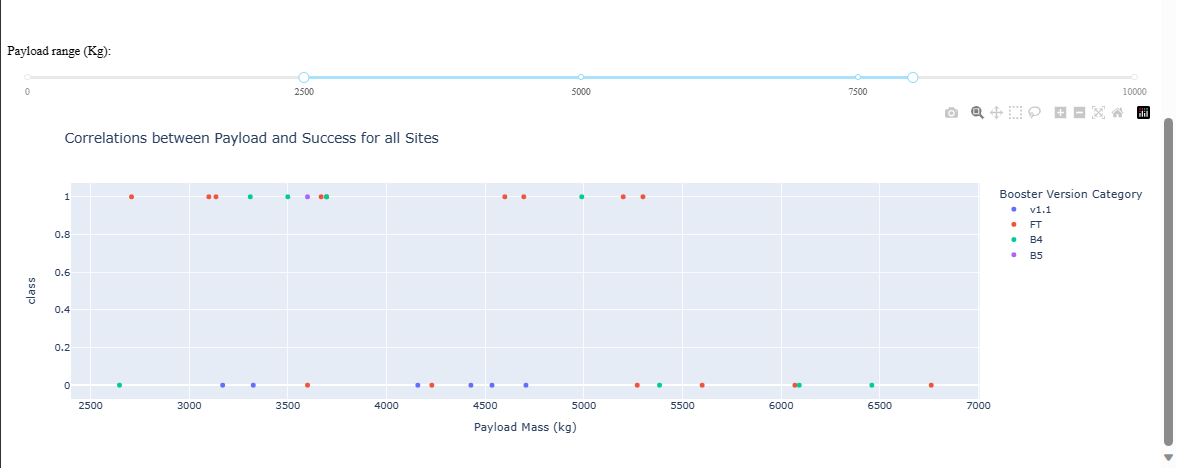 Payload range (Kg):
0 2500 5000 7500 10000
Correlations between Payload and Success for all Sites
Booster Version Category
v1.1
FT
B4
B5
1
0.8
0.6
0.4
0.2
0
class
2500 3000 3500 4000 4500 5000 5500 6000 6500 7000
Payload Mass (kg)